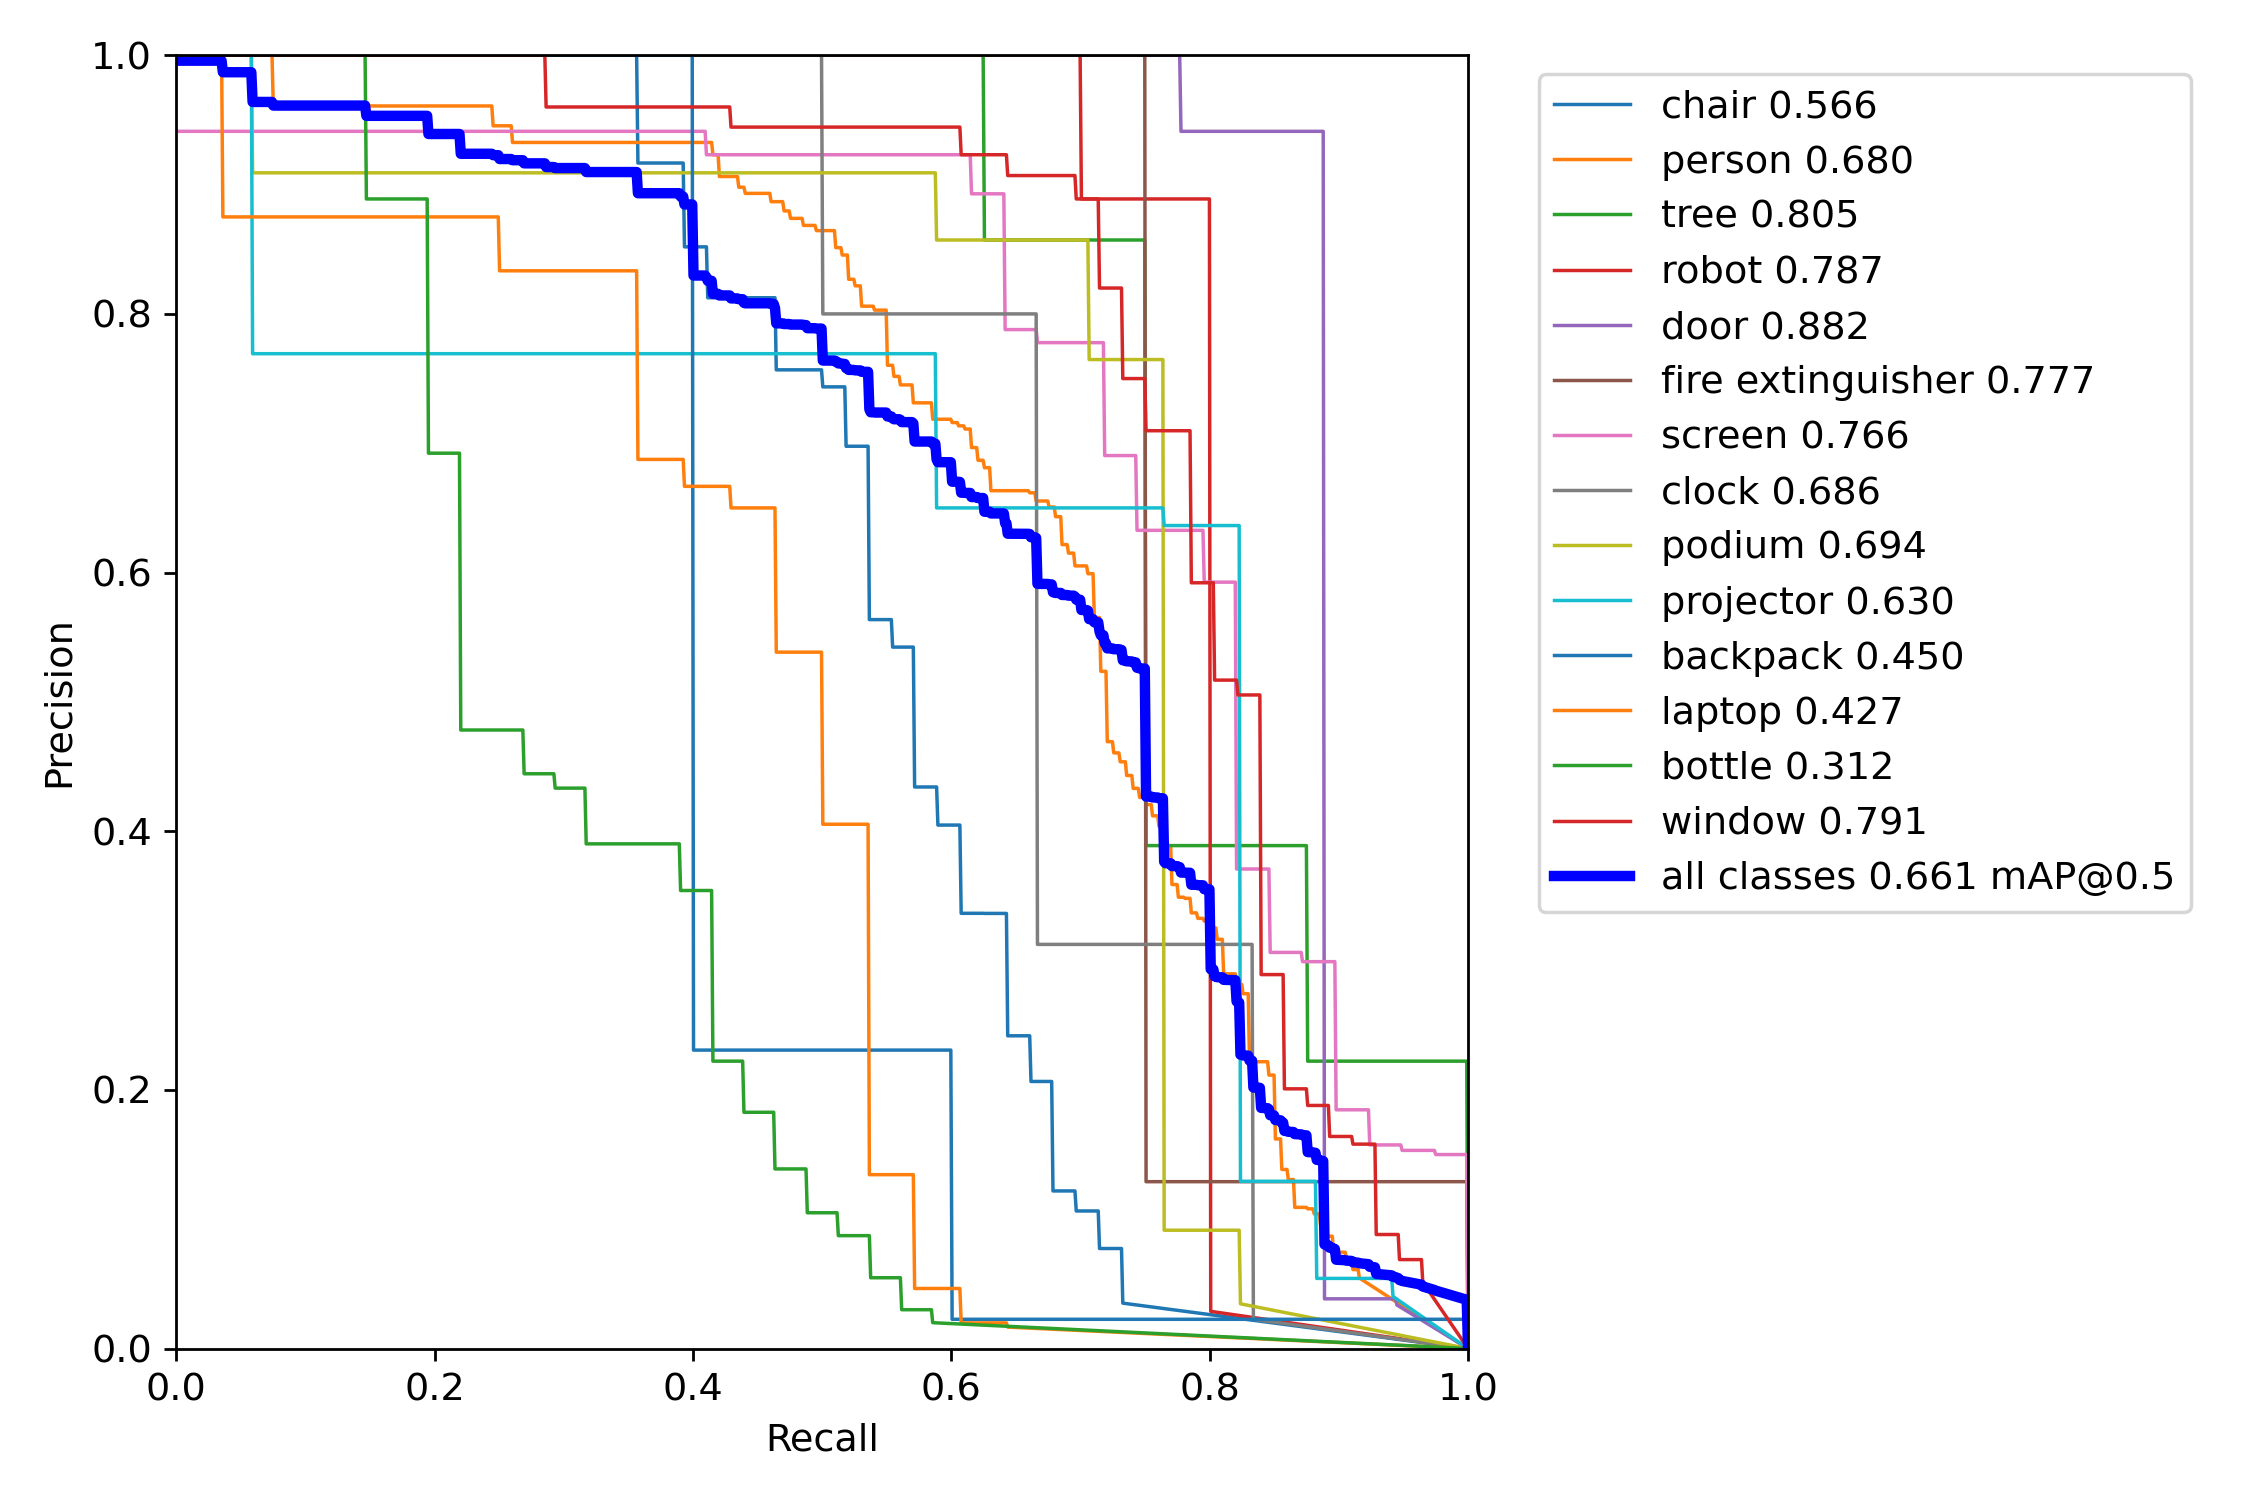 1.0
0.8
0.6
0.4
0.2
0.0
Precision
0.0 0.2 0.4 0.6 0.8 1.0
Recall
chair 0.566
person 0.680
tree 0.805
robot 0.787
door 0.882
fire extinguisher 0.777
screen 0.766
clock 0.686
podium 0.694
projector 0.630
backpack 0.450
laptop 0.427
bottle 0.312
window 0.791
all classes 0.661 mAP@0.5